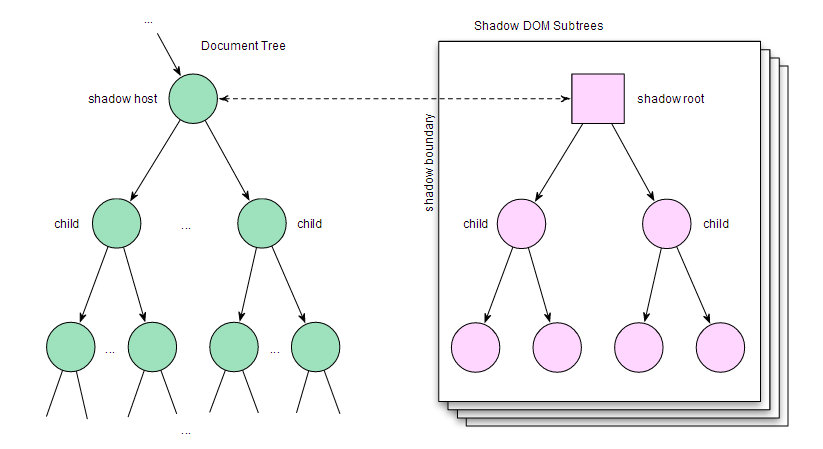 ...
Document Tree
Shadow DOM Subtrees
shadow host
shadow root
shadow boundary
child
...
child
child
child
...
...
...